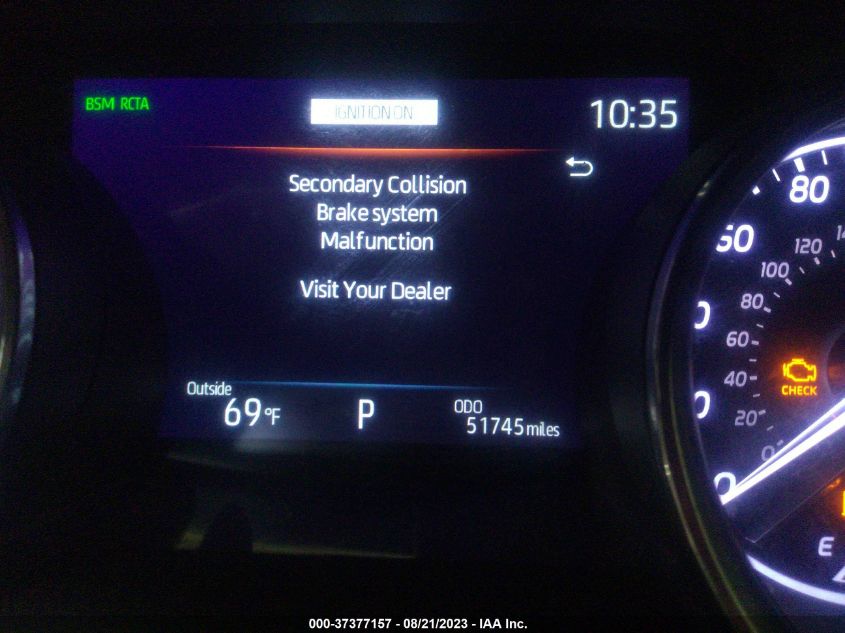 BSM RCTA
IGNITION ON
10:35
Secondary Collision
Brake system
Malfunction
Visit Your Dealer
Outside
69°F
P
ODO
51745 miles
80
120
100
80
60
40
20
0
CHECK
E
000-37377157 - 08/21/2023 - IAA Inc.